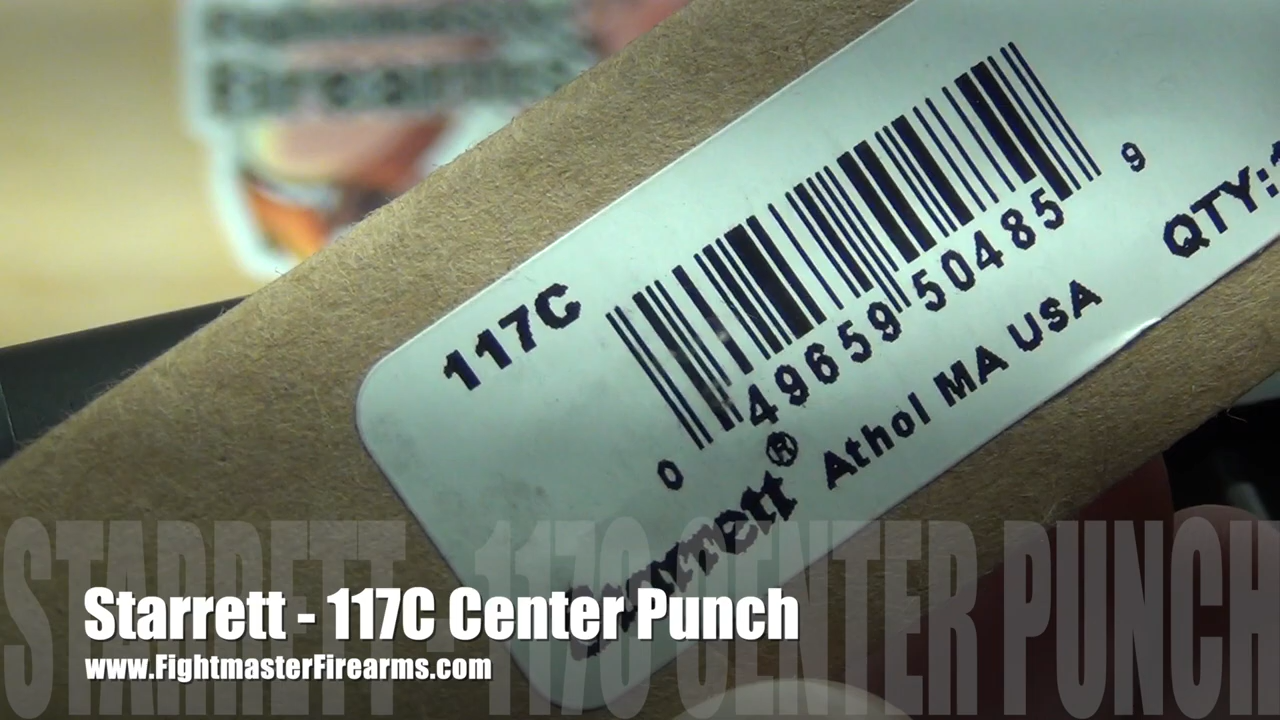 Firearms
117C
0 49659 50485 9
QTY:
Starrett® Athol MA USA
STARRETT - 117C CENTER PUNCH
Starrett - 117C Center Punch
www.FightmasterFirearms.com